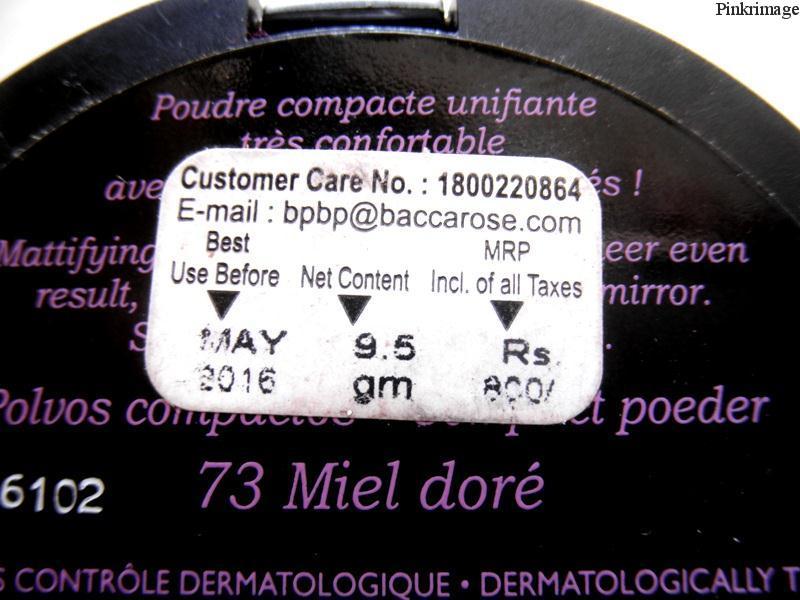 Pinkrimage
Poudre compacte unifiante
très confortable
Customer Care No. : 1800220864
E-mail : bpbp@baccarose.com
Best
Use Before
MAY
2016
Net Content
9.5
gm
MRP
Incl. of all Taxes
Rs.
800/
Mattifying
even
result,
mirror.
Polvos
poeder
6102
73 Miel doré
CONTRÔLE DERMATOLOGIQUE • DERMATOLOGICALLY